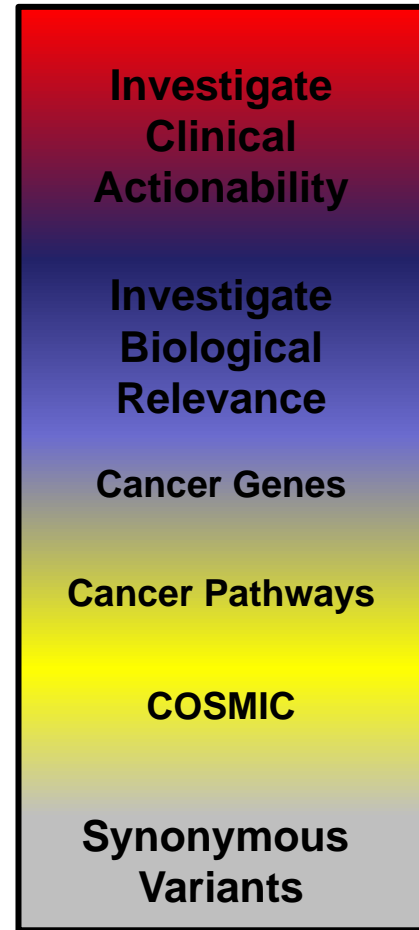 Investigate
Clinical
Actionability
Investigate
Biological
Relevance
Cancer Genes
Cancer Pathways
COSMIC
Synonymous
Variants